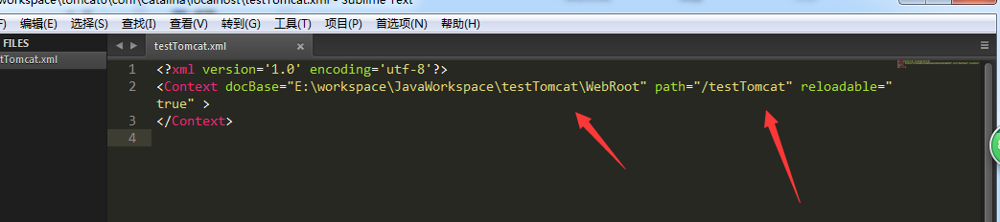 workspace\tomcat6\conf\Catalina\localhost\testTomcat.xml - Sublime Text
F) 编辑(E) 选择(S) 查找(I) 查看(V) 转到(G) 工具(T) 项目(P) 首选项(N) 帮助(H)
FILES
tTomcat.xml
testTomcat.xml ×
1 <?xml version='1.0' encoding='utf-8'?>
2 <Context docBase="E:\workspace\JavaWorkspace\testTomcat\WebRoot" path="/testTomcat" reloadable="
true" >
3 </Context>
4